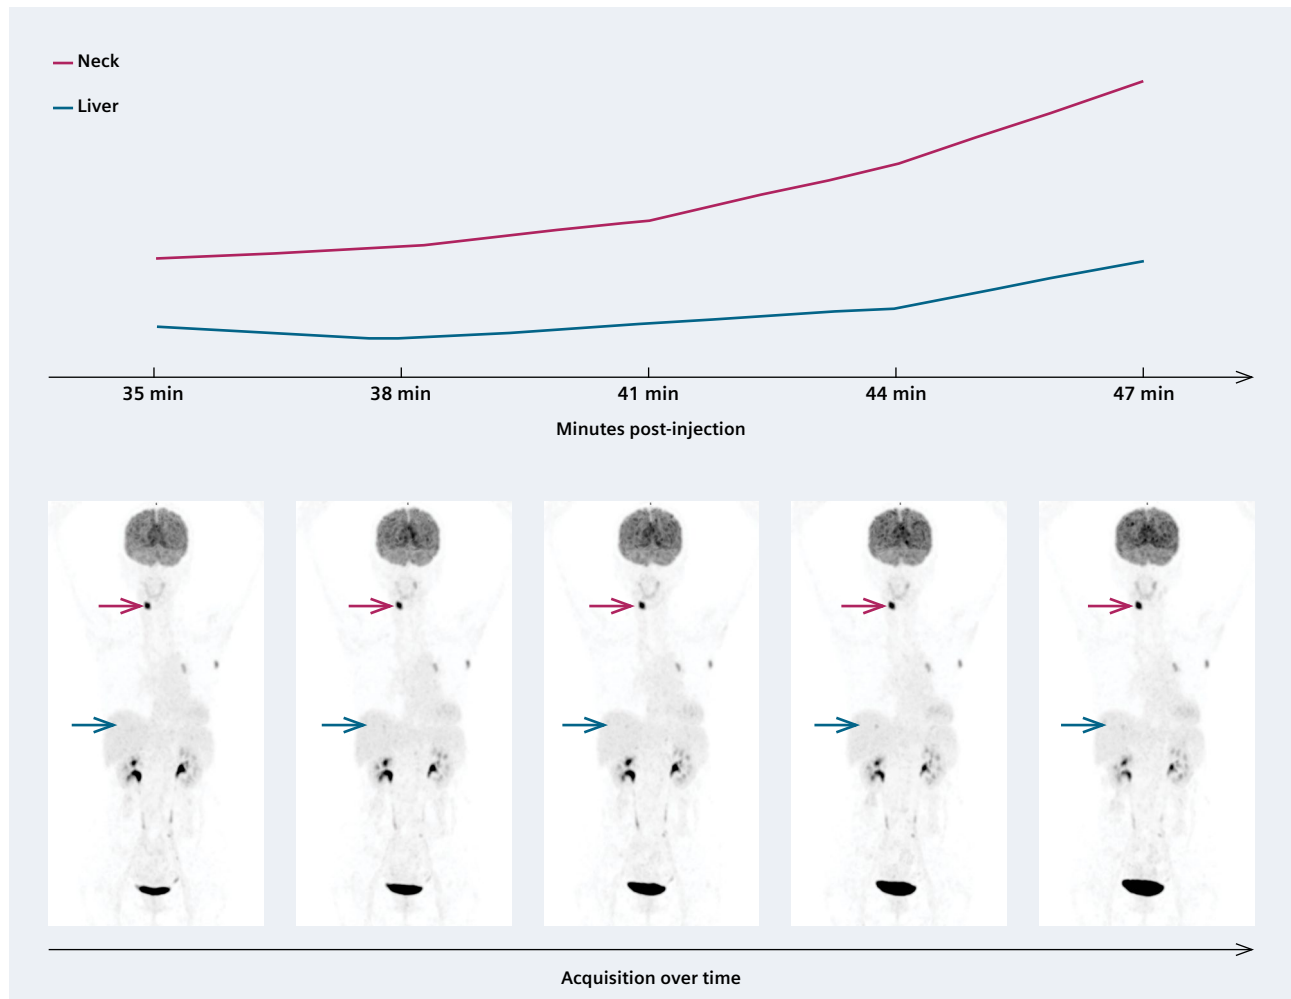 Neck
Liver
35 min 38 min 41 min 44 min 47 min
Minutes post-injection
Acquisition over time